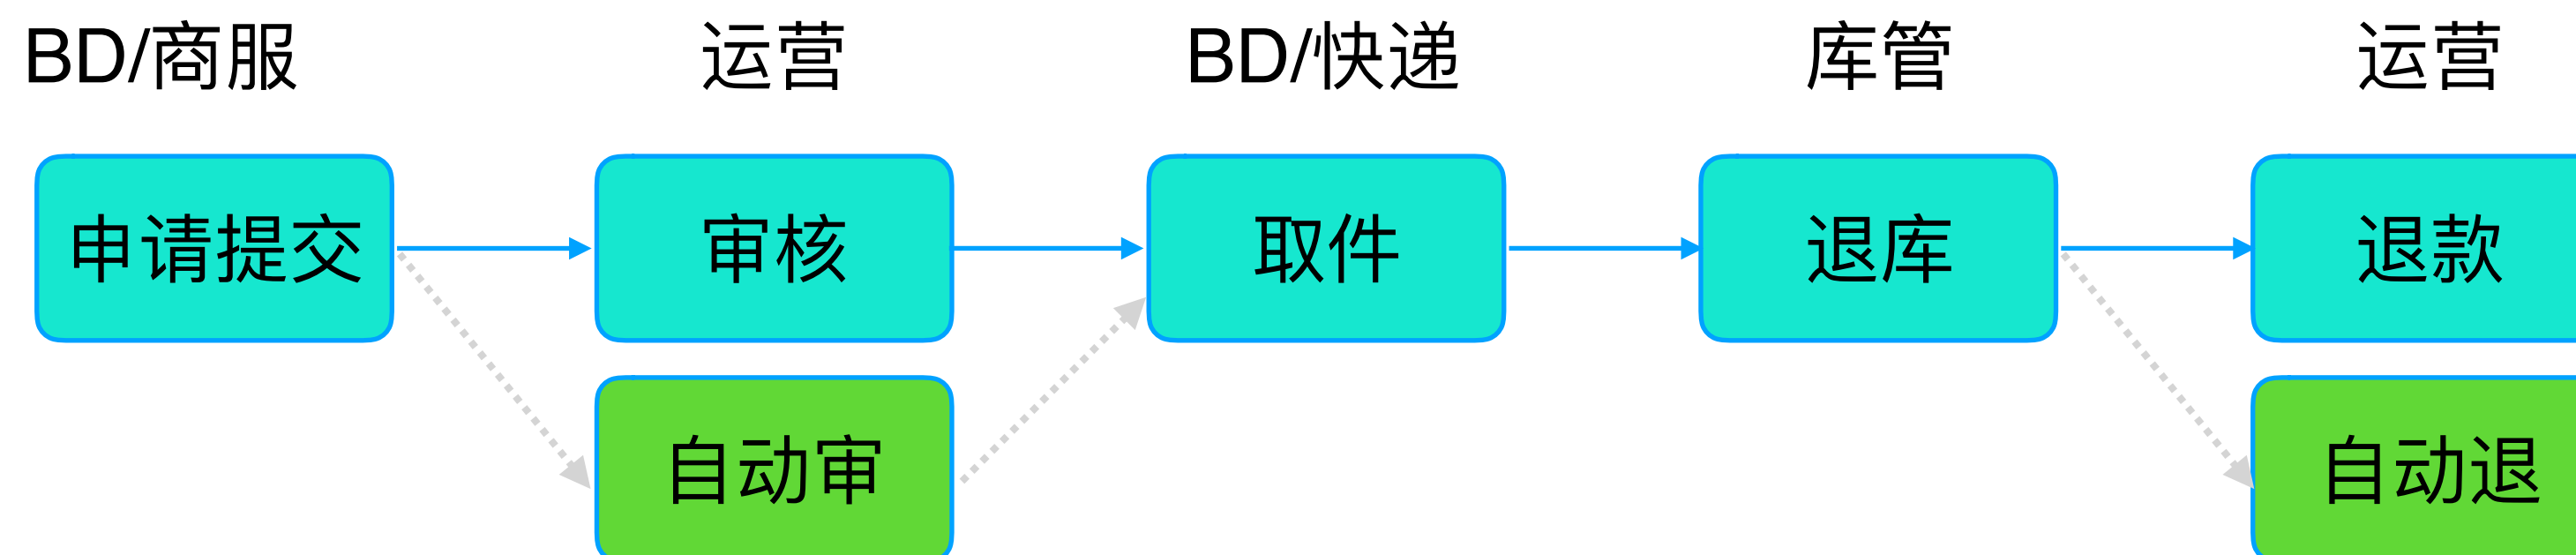 BD/商服 运营 BD/快递 库管 运营
申请提交 审核 取件 退库 退款
自动审 自动退